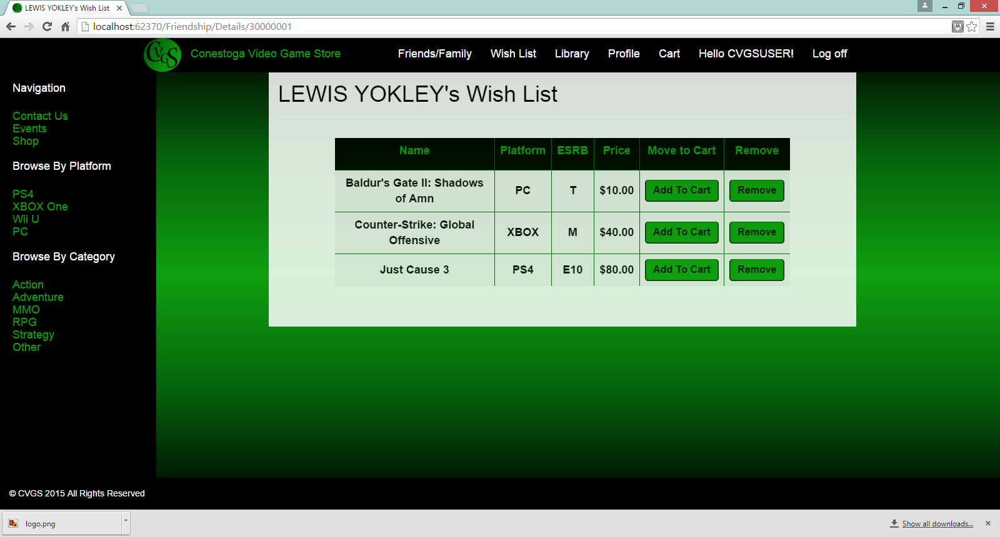 LEWIS YOKLEY's Wish List
localhost:62370/Friendship/Details/30000001
CVGS
Conestoga Video Game Store
Friends/Family
Wish List
Library
Profile
Cart
Hello CVGSUSER!
Log off
Navigation
Contact Us
Events
Shop
Browse By Platform
PS4
XBOX One
Wii U
PC
Browse By Category
Action
Adventure
MMO
RPG
Strategy
Other
LEWIS YOKLEY's Wish List
Name Platform ESRB Price Move to Cart Remove
Baldur's Gate II: Shadows
of Amn
PC T $10.00 Add To Cart Remove
Counter-Strike: Global
Offensive
XBOX M $40.00 Add To Cart Remove
Just Cause 3 PS4 E10 $80.00 Add To Cart Remove
© CVGS 2015 All Rights Reserved
logo.png
Show all downloads...